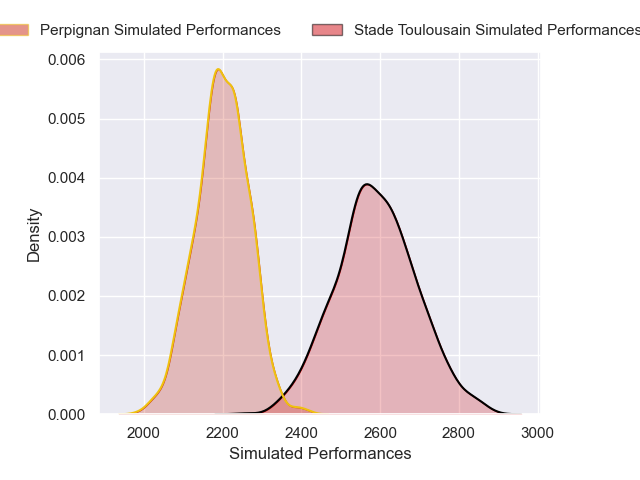 Perpignan Simulated Performances Stade Toulousain Simulated Performances
0.006
0.005
0.004
0.003
0.002
0.001
0.000
Density
2000 2200 2400 2600 2800 3000
Simulated Performances